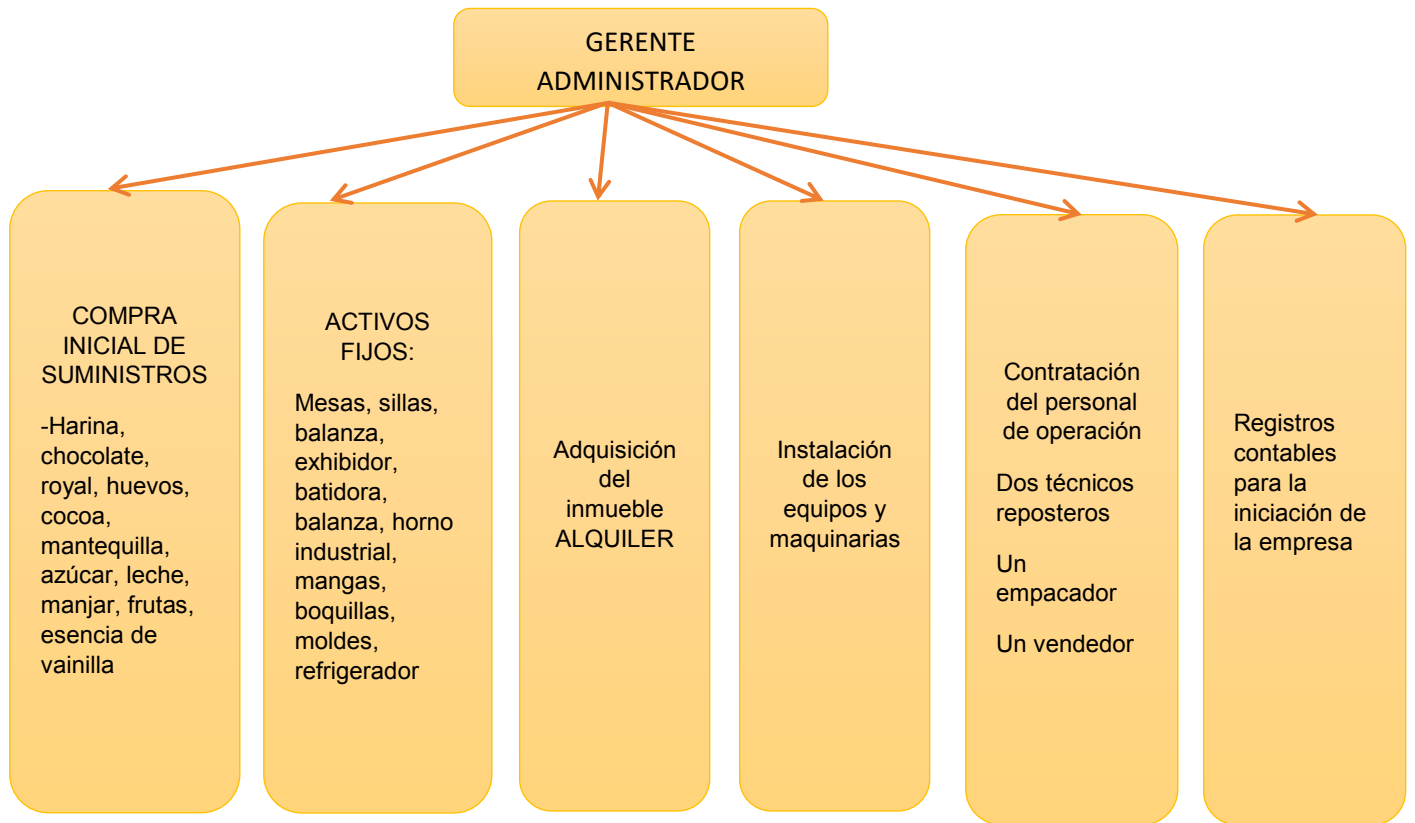 GERENTE
ADMINISTRADOR
COMPRA
INICIAL DE
SUMINISTROS
-Harina,
chocolate,
royal, huevos,
cocoa,
mantequilla,
azúcar, leche,
manjar, frutas,
esencia de
vainilla
ACTIVOS
FIJOS:
Mesas, sillas,
balanza,
exhibidor,
batidora,
balanza, horno
industrial,
mangas,
boquillas,
moldes,
refrigerador
Adquisición
del
inmueble
ALQUILER
Instalación
de los
equipos y
maquinarias
Contratación
del personal
de operación
Dos técnicos
reposteros
Un
empacador
Un vendedor
Registros
contables
para la
iniciación de
la empresa